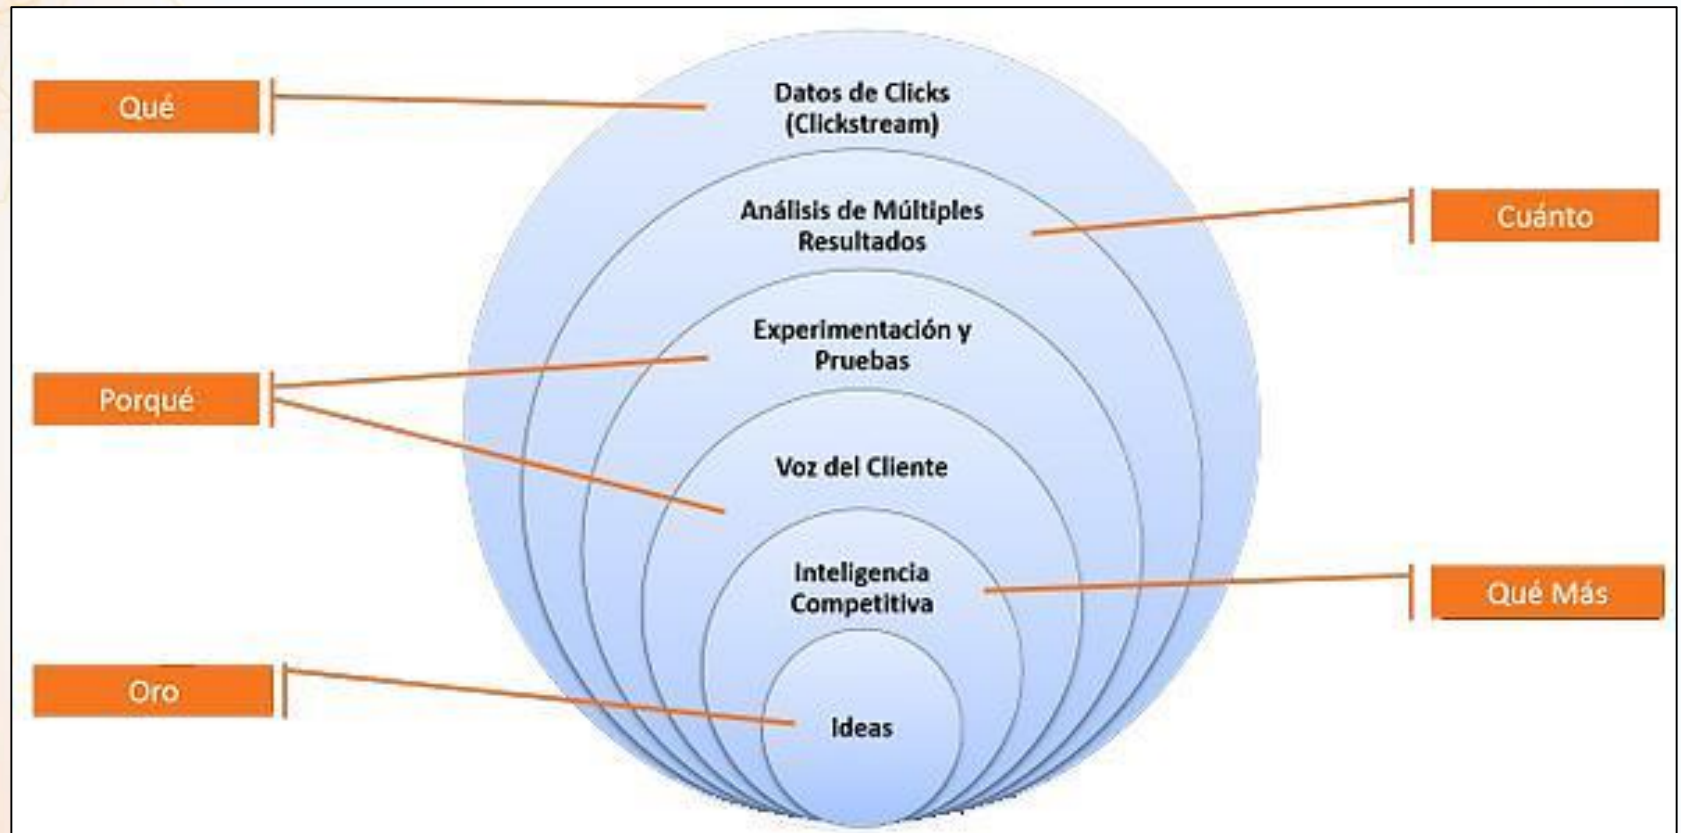 Qué
Datos de Clicks
(Clickstream)
Análisis de Múltiples
Resultados
Cuánto
Experimentación y
Pruebas
Porqué
Voz del Cliente
Inteligencia
Competitiva
Qué Más
Oro
Ideas